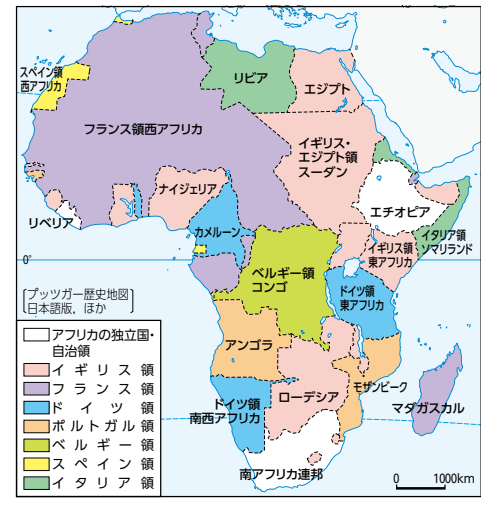 スペイン領
西アフリカ
リビア
エジプト
フランス領西アフリカ
イギリス・
エジプト領
スーダン
ナイジェリア
リベリア
カメルーン
エチオピア
イタリア領
ソマリランド
イギリス領
東アフリカ
0°
ベルギー領
コンゴ
ドイツ領
東アフリカ
プッツガー歴史地図
日本語版，ほか
アンゴラ
モザンビーク
ローデシア
ドイツ領
南西アフリカ
マダガスカル
南アフリカ連邦
アフリカの独立国・
自治領
イギリス領
フランス領
ドイツ領
ポルトガル領
ベルギー領
スペイン領
イタリア領
0 1000km